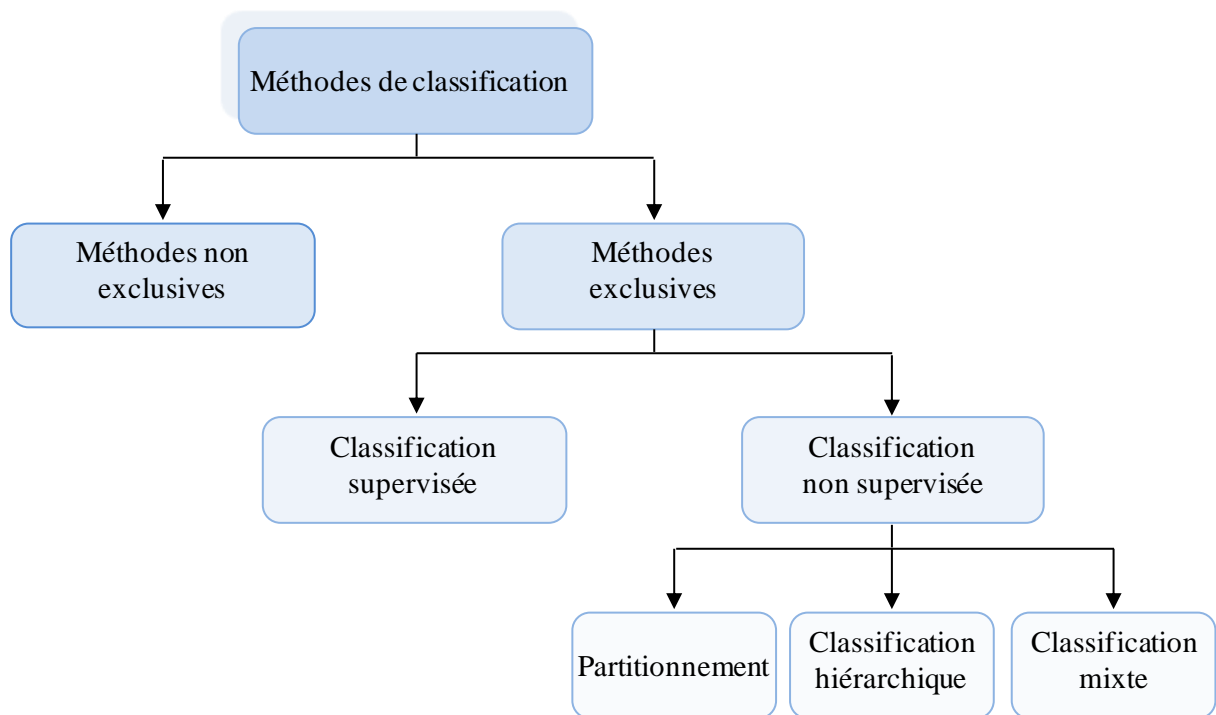 Méthodes de classification
Méthodes non
exclusives
Méthodes
exclusives
Classification
supervisée
Classification
non supervisée
Partitionnement
Classification
hiérarchique
Classification
mixte